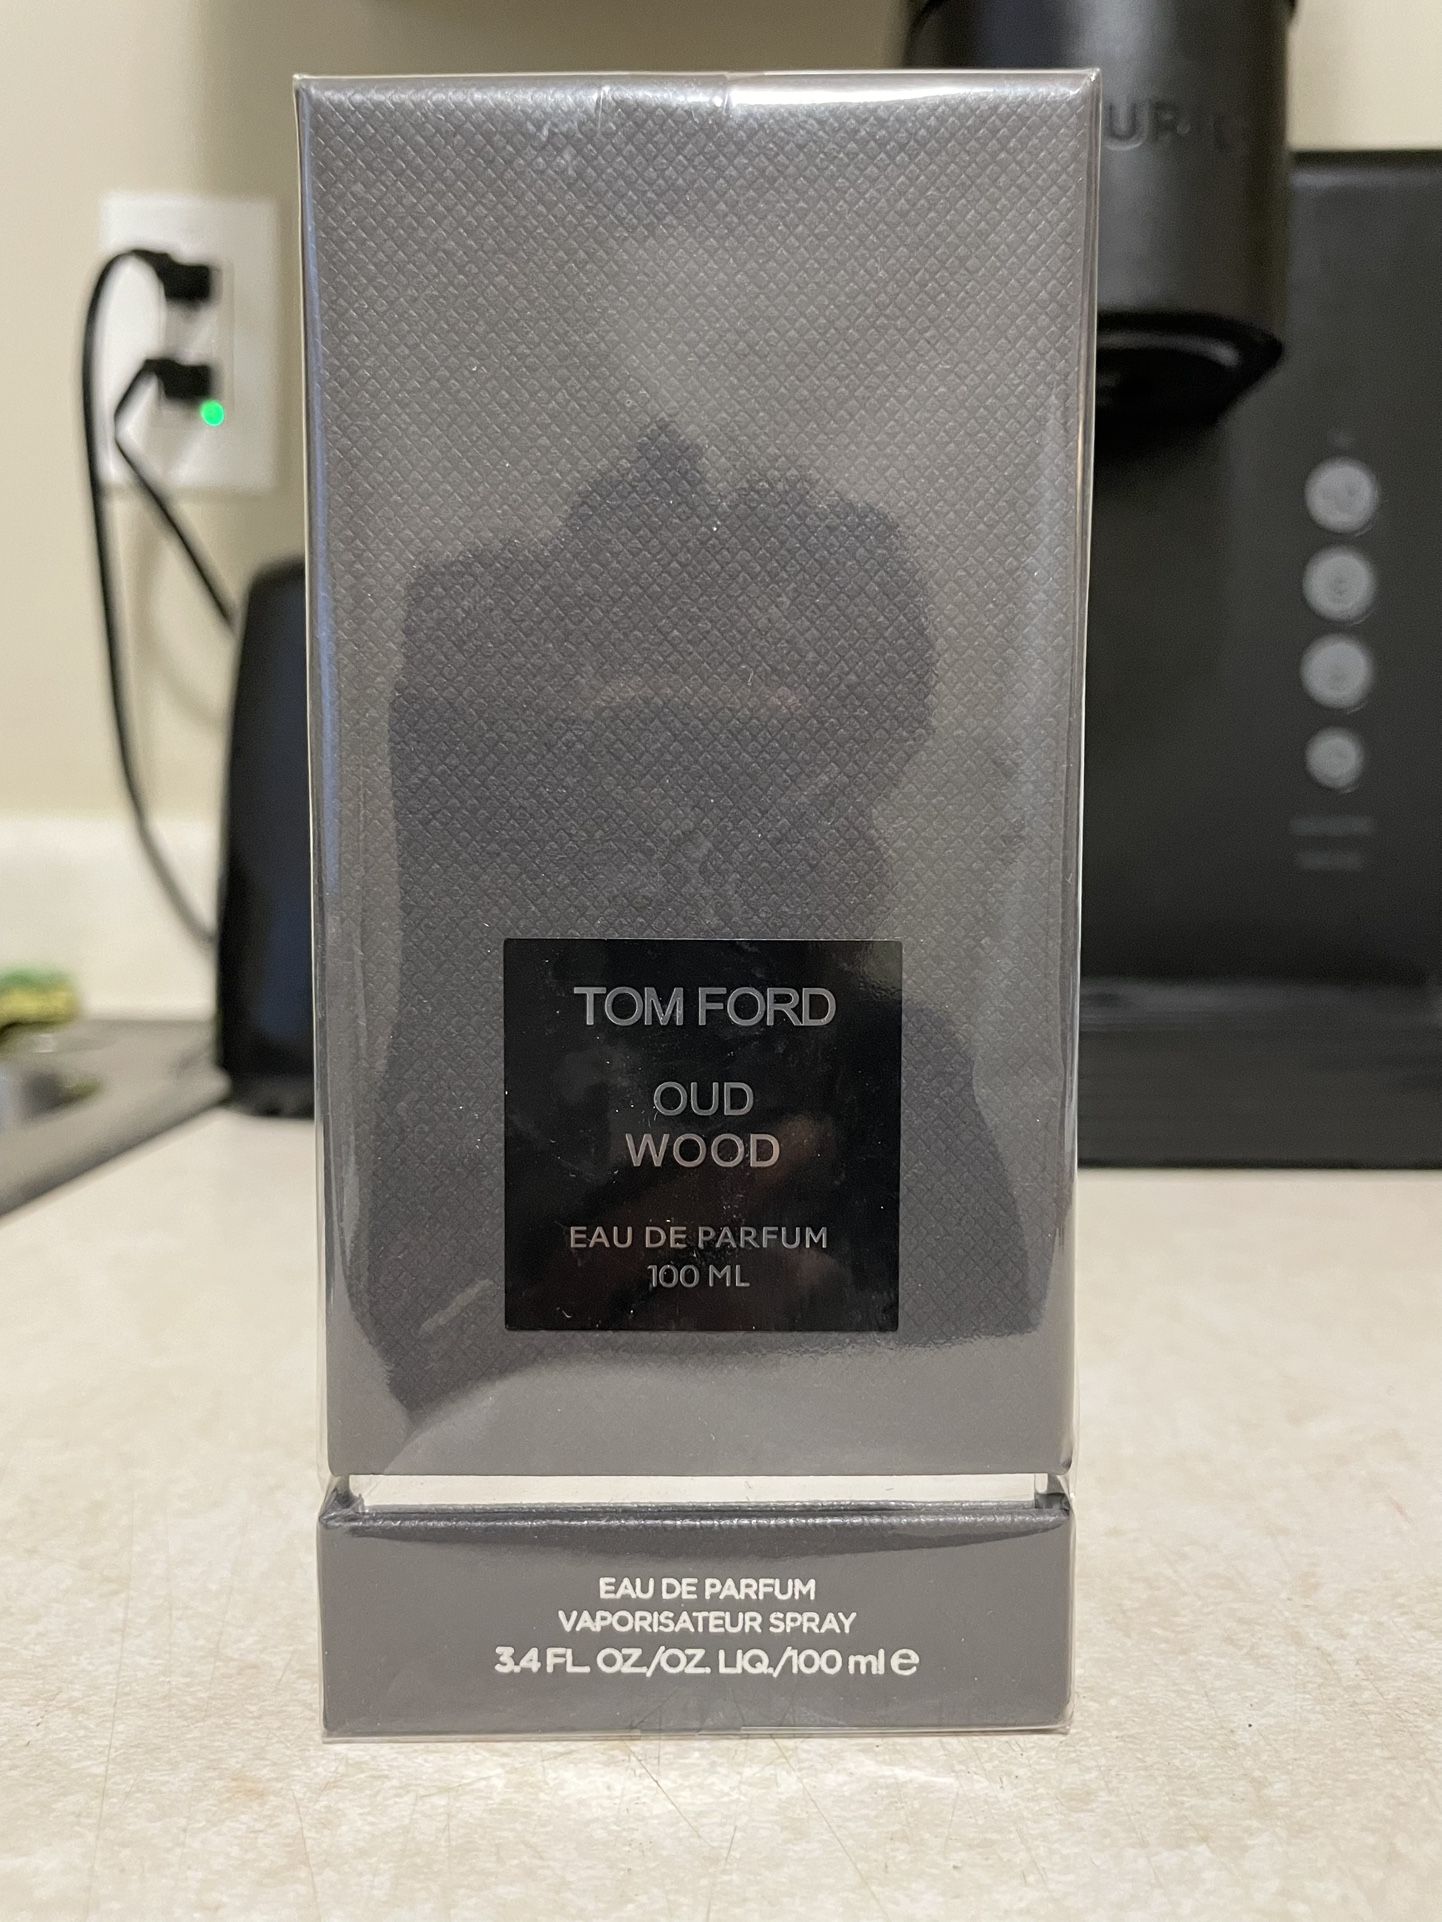 TOM FORD
OUD
WOOD
EAU DE PARFUM
100 ML
EAU DE PARFUM
VAPORISATEUR SPRAY
3.4 FL. OZ./OZ. LIQ./100 ml ℮